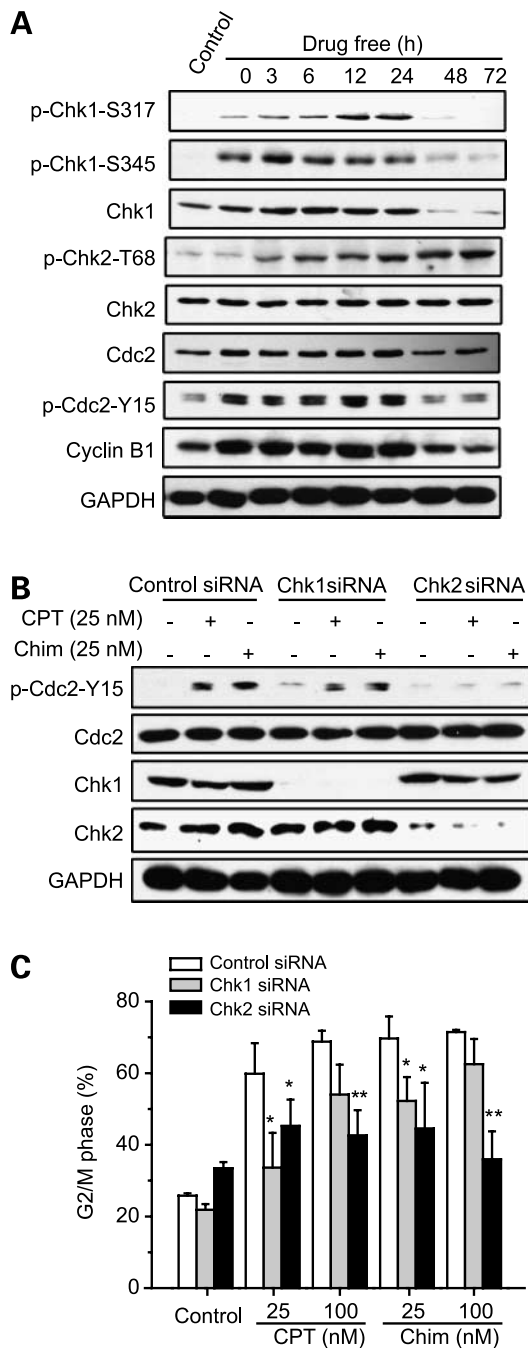 A
Control
Drug free (h)
0 3 6 12 24 48 72
p-Chk1-S317
p-Chk1-S345
Chk1
p-Chk2-T68
Chk2
Cdc2
p-Cdc2-Y15
Cyclin B1
GAPDH
B
Control siRNA Chk1siRNA Chk2siRNA
CPT (25 nM) - + - - + - - + -
Chim (25 nM) - - + - - + - - +
p-Cdc2-Y15
Cdc2
Chk1
Chk2
GAPDH
C
Control siRNA
Chk1 siRNA
Chk2 siRNA
G2/M phase (%)
80
60
40
20
0
* * ** * * **
Control 25 100 25 100
CPT (nM) Chim (nM)